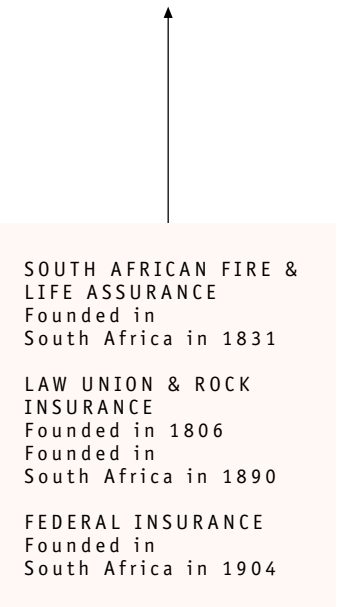 SOUTH AFRICAN FIRE &
LIFE ASSURANCE
Founded in
South Africa in 1831
LAW UNION & ROCK
INSURANCE
Founded in 1806
Founded in
South Africa in 1890
FEDERAL INSURANCE
Founded in
South Africa in 1904